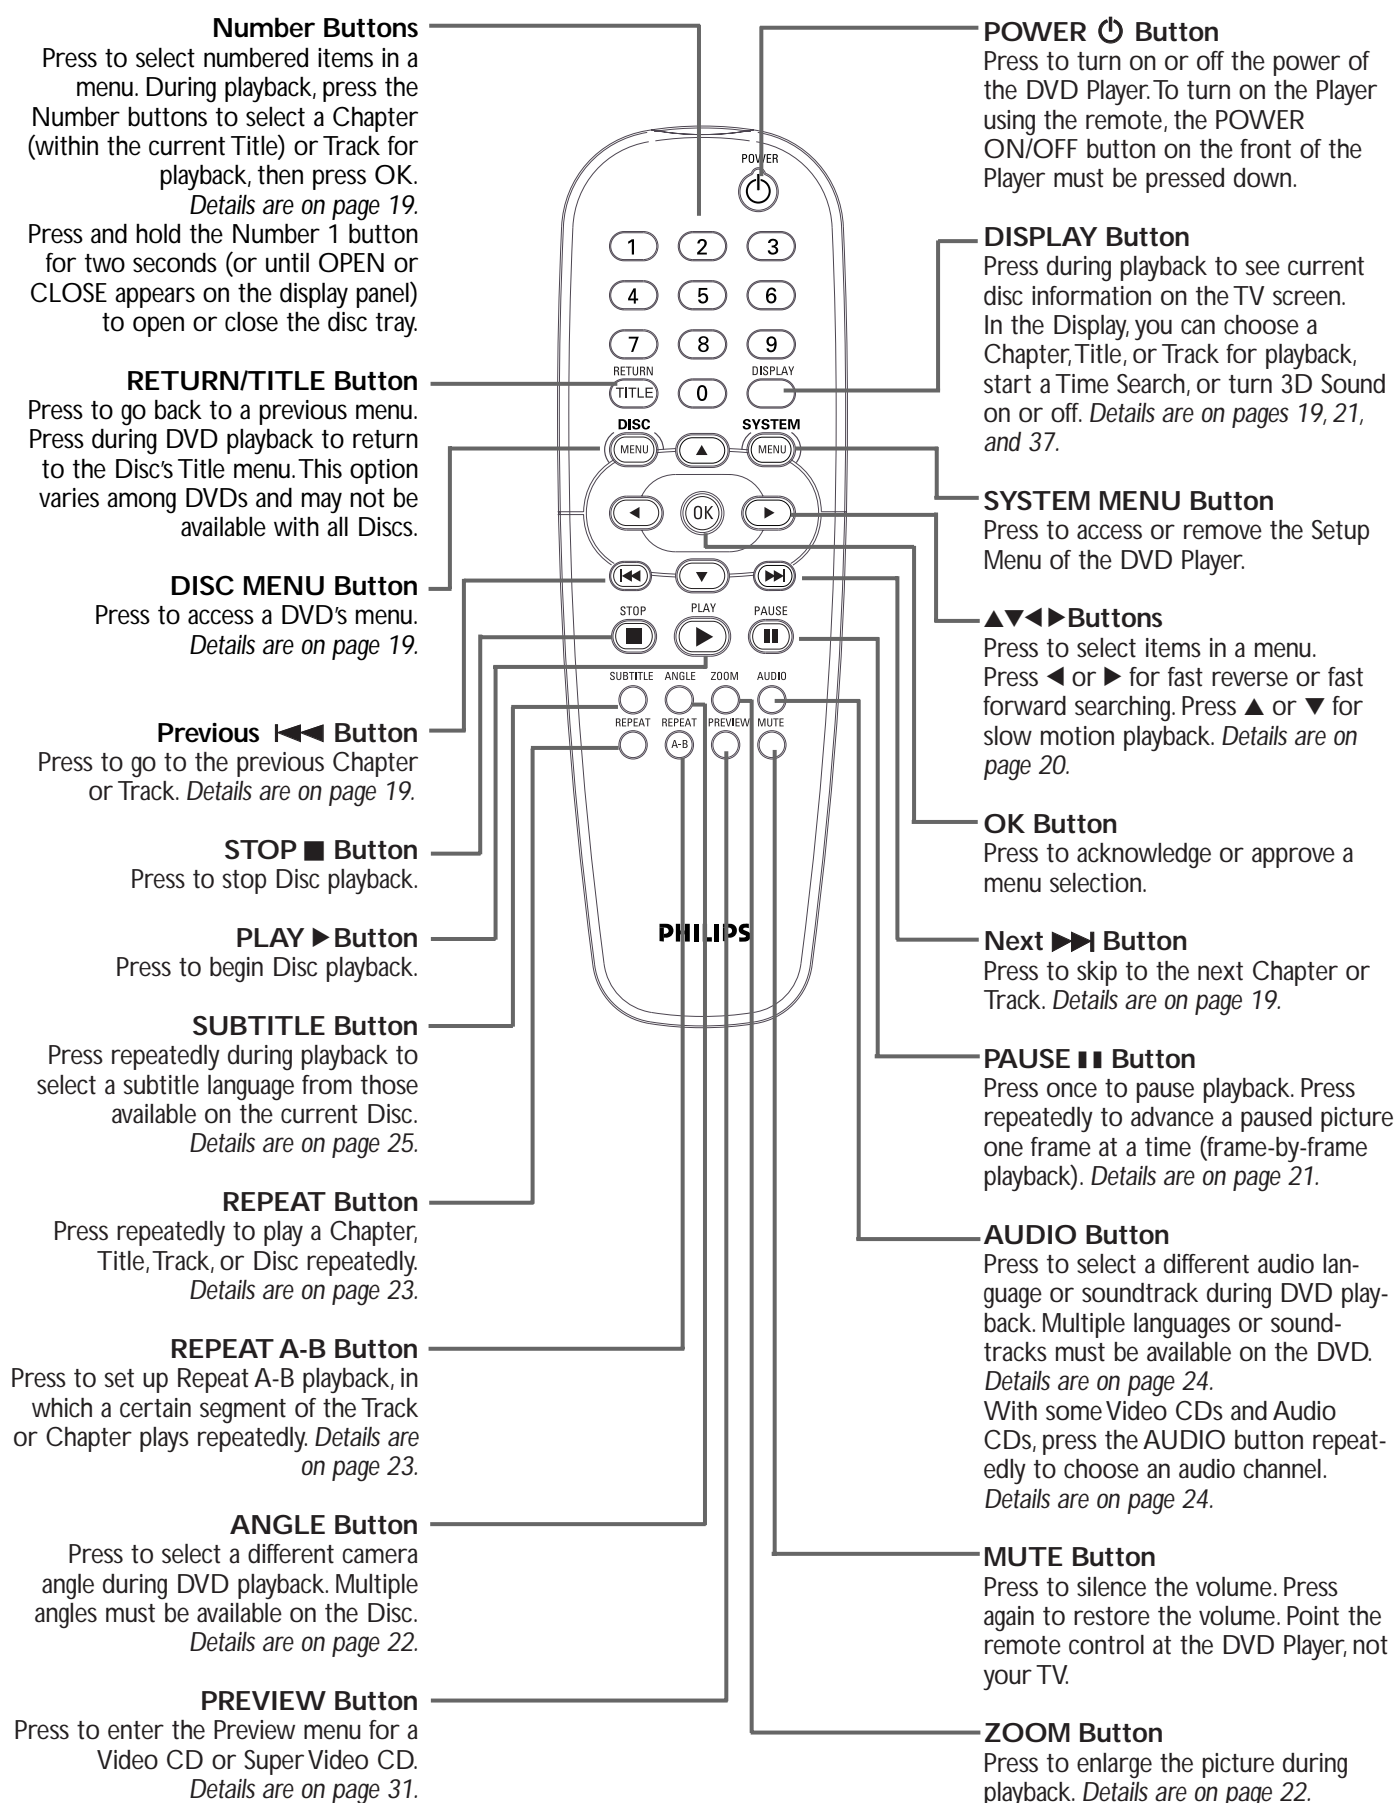 Number Buttons
Press to select numbered items in a
menu. During playback, press the
Number buttons to select a Chapter
(within the current Title) or Track for
playback, then press OK.
Details are on page 19.
Press and hold the Number 1 button
for two seconds (or until OPEN or
CLOSE appears on the display panel)
to open or close the disc tray.
RETURN/TITLE Button
Press to go back to a previous menu.
Press during DVD playback to return
to the Disc's Title menu. This option
varies among DVDs and may not be
available with all Discs.
DISC MENU Button
Press to access a DVD's menu.
Details are on page 19.
Previous ⏮ Button
Press to go to the previous Chapter
or Track. Details are on page 19.
STOP ■ Button
Press to stop Disc playback.
PLAY ▶ Button
Press to begin Disc playback.
SUBTITLE Button
Press repeatedly during playback to
select a subtitle language from those
available on the current Disc.
Details are on page 25.
REPEAT Button
Press repeatedly to play a Chapter,
Title, Track, or Disc repeatedly.
Details are on page 23.
REPEAT A-B Button
Press to set up Repeat A-B playback, in
which a certain segment of the Track
or Chapter plays repeatedly. Details are
on page 23.
ANGLE Button
Press to select a different camera
angle during DVD playback. Multiple
angles must be available on the Disc.
Details are on page 22.
PREVIEW Button
Press to enter the Preview menu for a
Video CD or Super Video CD.
Details are on page 31.
POWER
1 2 3
4 5 6
7 8 9
RETURN DISPLAY
TITLE 0
DISC SYSTEM
MENU ▲ MENU
◀ OK ▶
⏮ ▼ ⏭
STOP PLAY PAUSE
■ ▶ ▮▮
SUBTITLE ANGLE ZOOM AUDIO
REPEAT REPEAT PREVIEW MUTE
A-B
PHILIPS
POWER ⏻ Button
Press to turn on or off the power of
the DVD Player. To turn on the Player
using the remote, the POWER
ON/OFF button on the front of the
Player must be pressed down.
DISPLAY Button
Press during playback to see current
disc information on the TV screen.
In the Display, you can choose a
Chapter, Title, or Track for playback,
start a Time Search, or turn 3D Sound
on or off. Details are on pages 19, 21,
and 37.
SYSTEM MENU Button
Press to access or remove the Setup
Menu of the DVD Player.
▲▼◀▶Buttons
Press to select items in a menu.
Press ◀ or ▶ for fast reverse or fast
forward searching. Press ▲ or ▼ for
slow motion playback. Details are on
page 20.
OK Button
Press to acknowledge or approve a
menu selection.
Next ⏭ Button
Press to skip to the next Chapter or
Track. Details are on page 19.
PAUSE ▮▮ Button
Press once to pause playback. Press
repeatedly to advance a paused picture
one frame at a time (frame-by-frame
playback). Details are on page 21.
AUDIO Button
Press to select a different audio lan-
guage or soundtrack during DVD play-
back. Multiple languages or sound-
tracks must be available on the DVD.
Details are on page 24.
With some Video CDs and Audio
CDs, press the AUDIO button repeat-
edly to choose an audio channel.
Details are on page 24.
MUTE Button
Press to silence the volume. Press
again to restore the volume. Point the
remote control at the DVD Player, not
your TV.
ZOOM Button
Press to enlarge the picture during
playback. Details are on page 22.